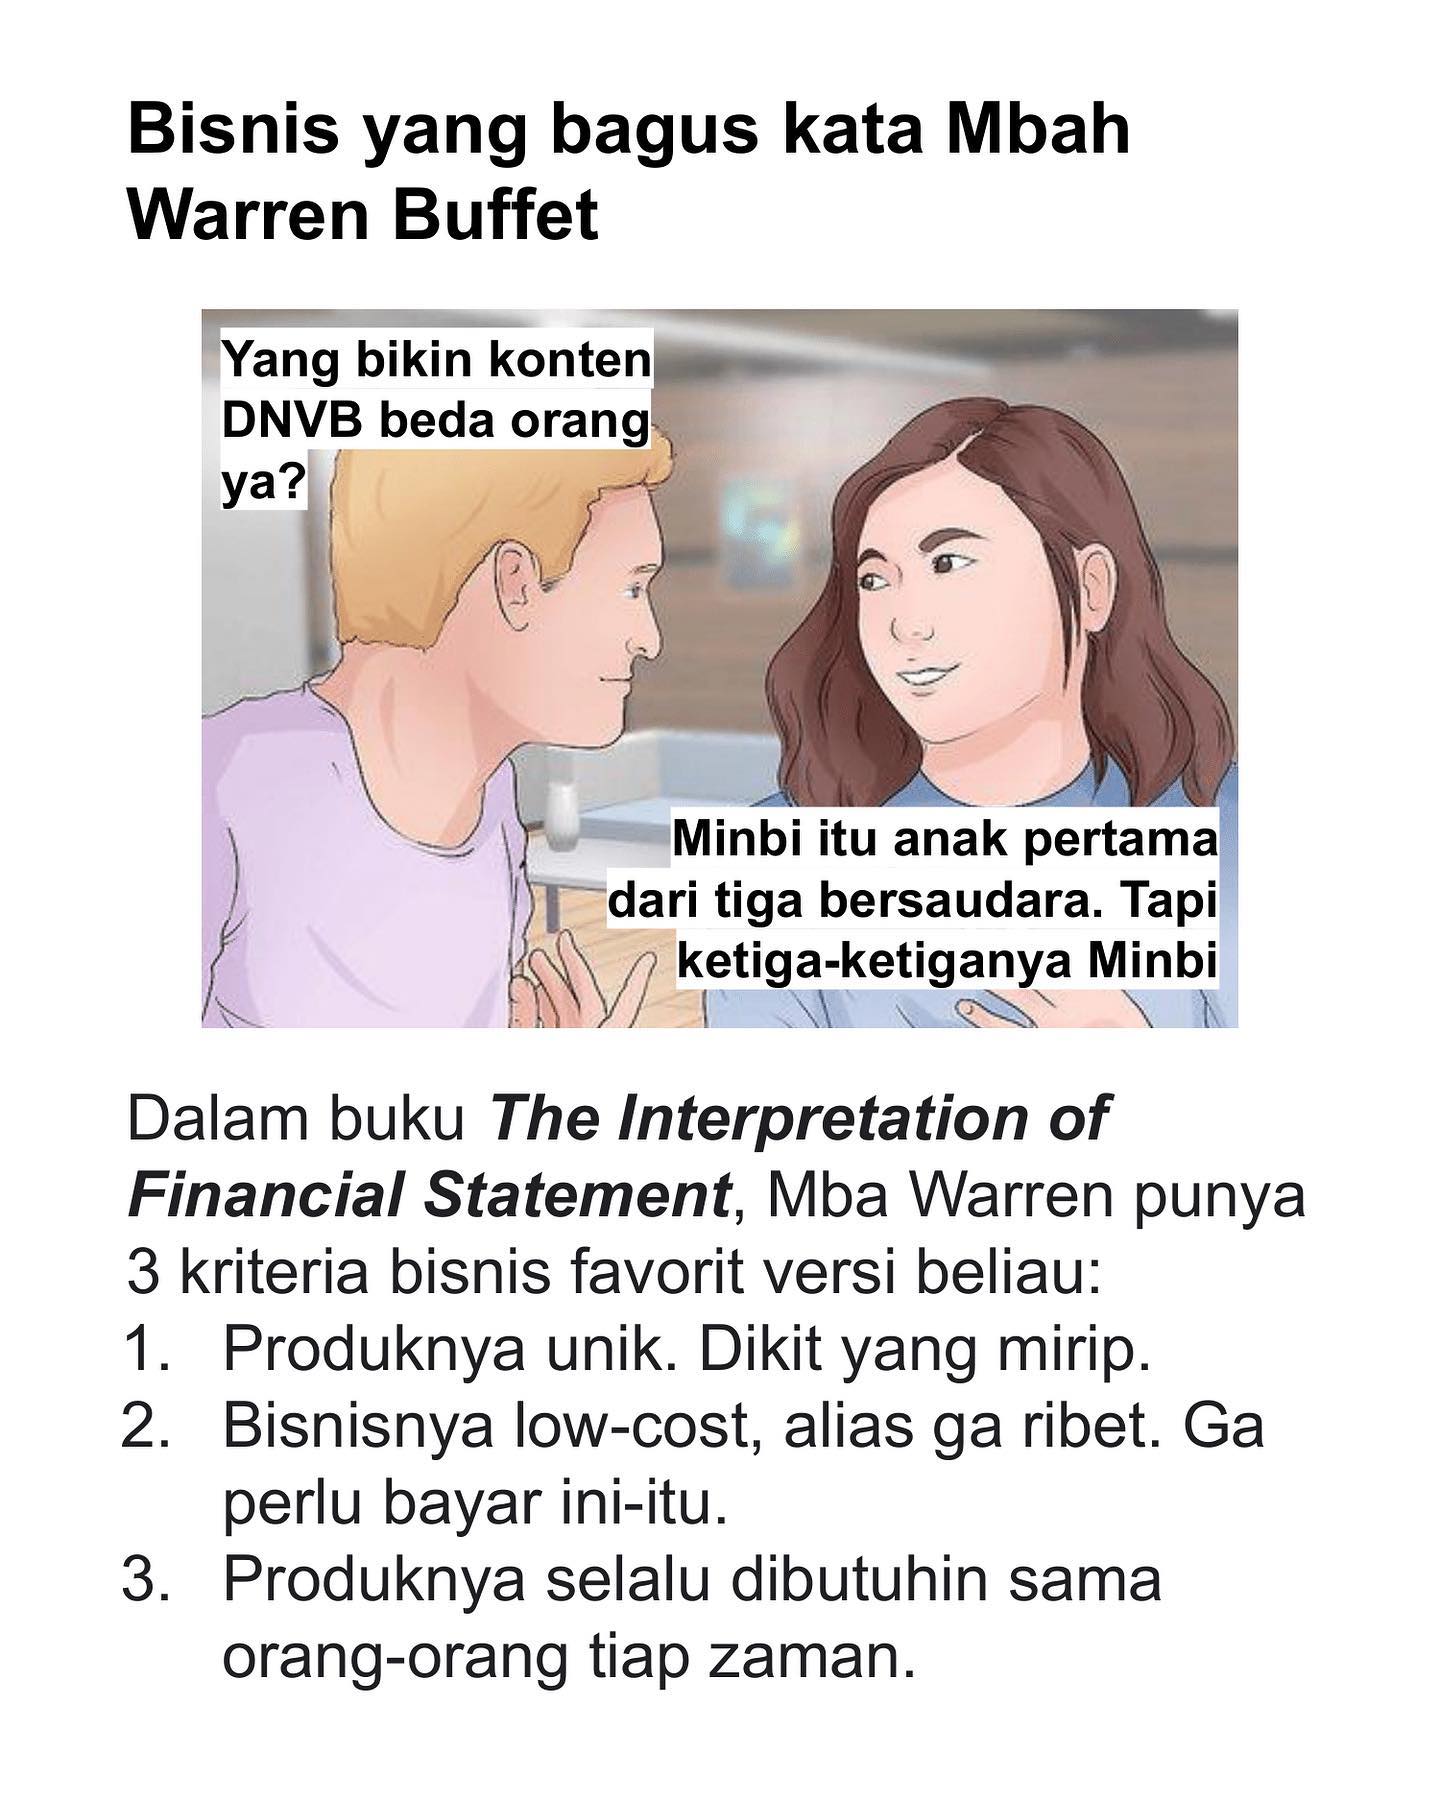 Bisnis yang bagus kata Mbah
Warren Buffet
Yang bikin konten
DNVB beda orang
ya?
Minbi itu anak pertama
dari tiga bersaudara. Tapi
ketiga-ketiganya Minbi
Dalam buku The Interpretation of
Financial Statement, Mba Warren punya
3 kriteria bisnis favorit versi beliau:
1. Produknya unik. Dikit yang mirip.
2. Bisnisnya low-cost, alias ga ribet. Ga
perlu bayar ini-itu.
3. Produknya selalu dibutuhin sama
orang-orang tiap zaman.